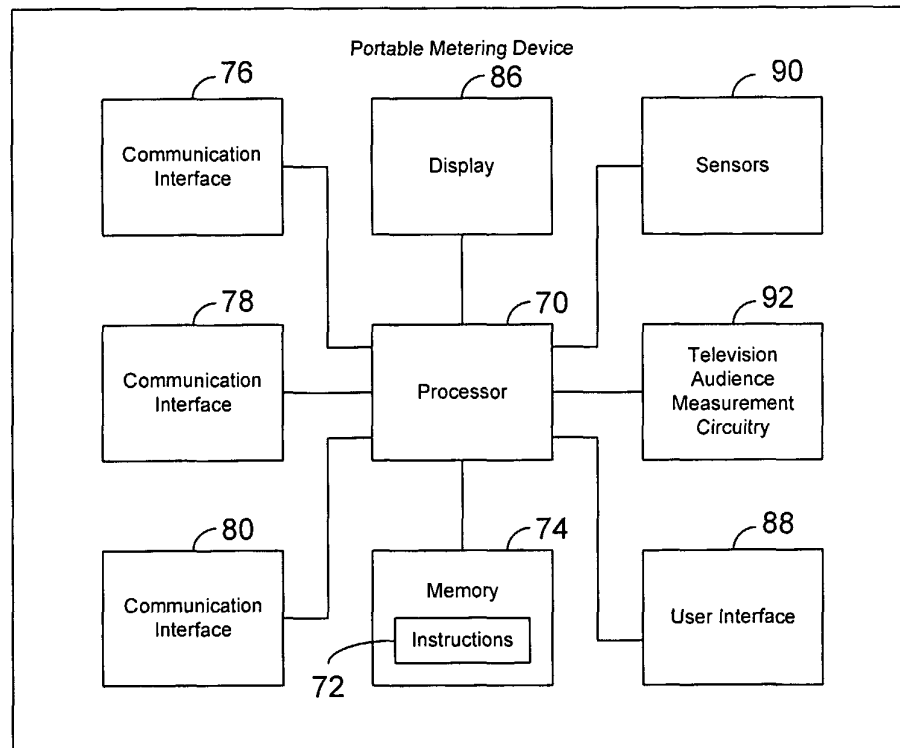 Portable Metering Device
76
86
90
Communication
Interface
Display
Sensors
78
70
92
Communication
Interface
Processor
Television
Audience
Measurement
Circuitry
80
74
88
Communication
Interface
Memory
Instructions
User Interface
72